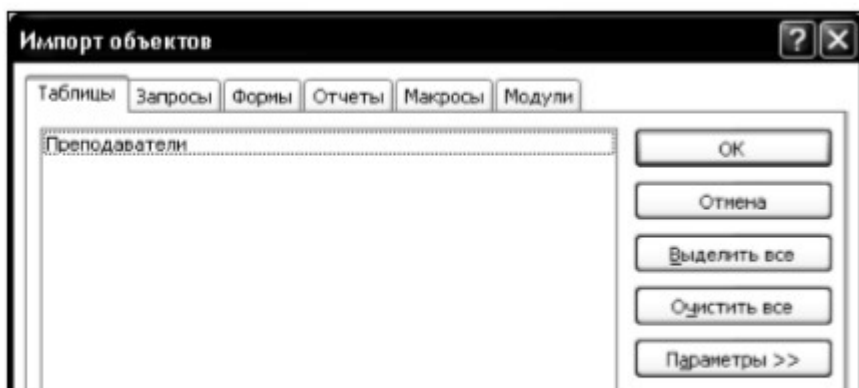 Импорт объектов
Таблицы Запросы Формы Отчеты Макросы Модули
Преподаватели
ОК
Отмена
Выделить все
Очистить все
Параметры >>